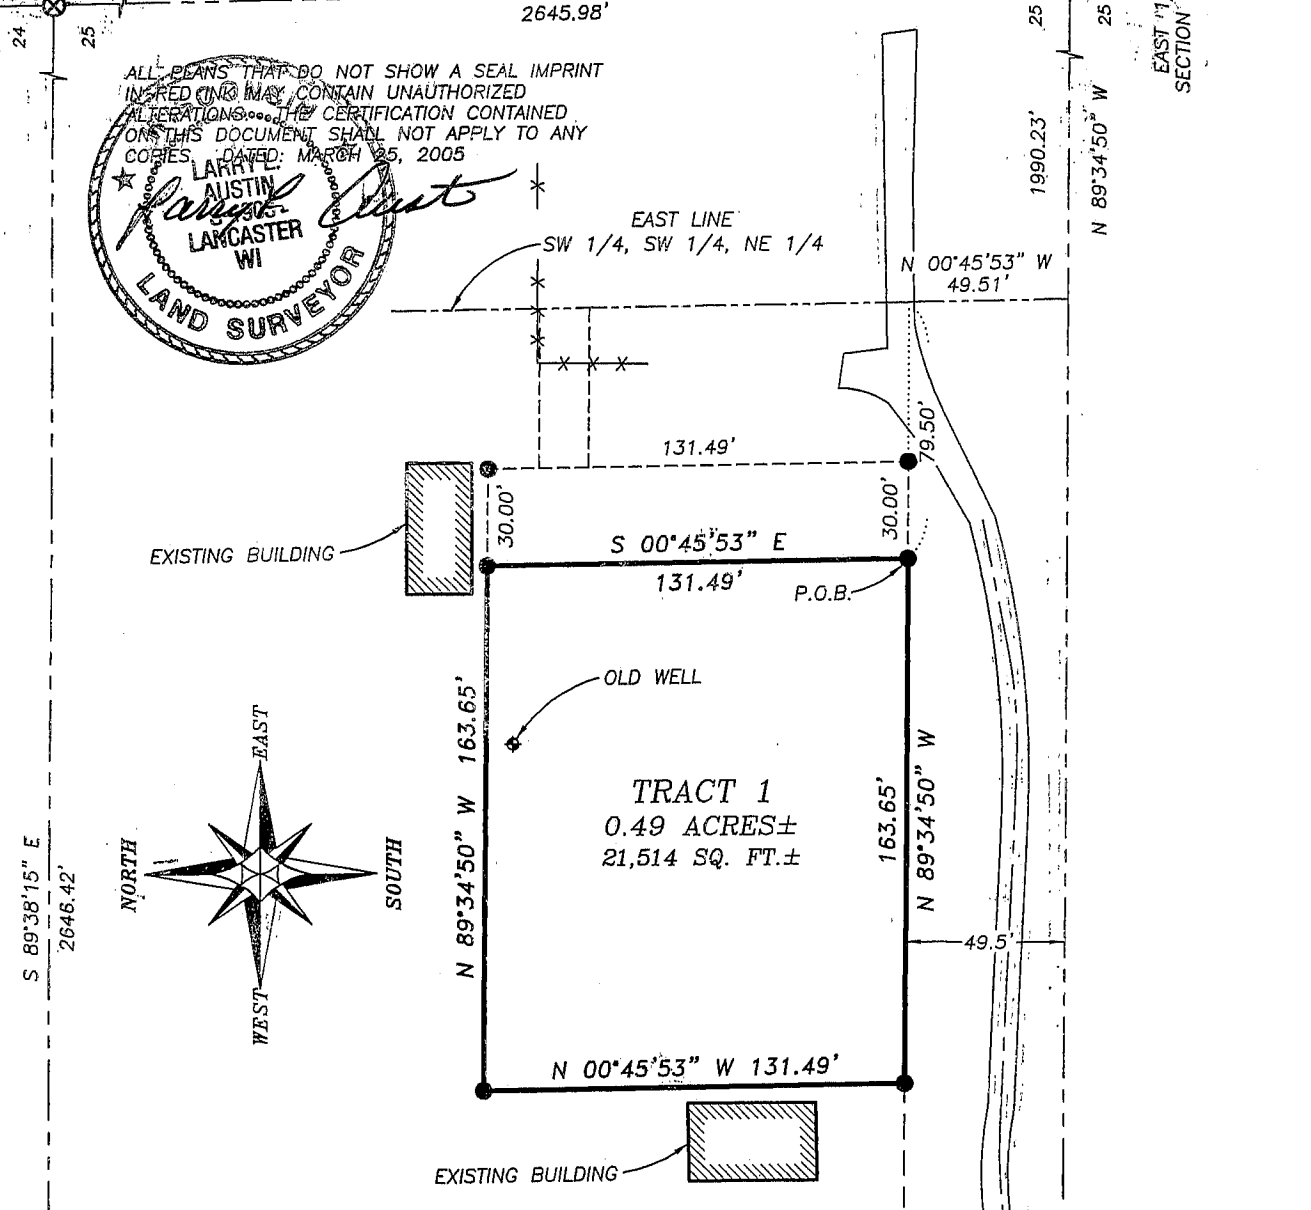 2645.98'
24
25
25
25
EAST
SECTION
ALL PLANS THAT DO NOT SHOW A SEAL IMPRINT
IN RED INK MAY CONTAIN UNAUTHORIZED
ALTERATIONS. THE CERTIFICATION CONTAINED
ON THIS DOCUMENT SHALL NOT APPLY TO ANY
COPIES. DATED: MARCH 25, 2005
LARRY L.
AUSTIN
LANCASTER
WI
LAND SURVEYOR
1990.23'
N 89°34'50" W
EAST LINE
SW 1/4, SW 1/4, NE 1/4
N 00°45'53" W
49.51'
79.50'
131.49'
30.00'
30.00'
EXISTING BUILDING
S 00°45'53" E
131.49'
P.O.B.
OLD WELL
163.65'
N 89°34'50" W
TRACT 1
0.49 ACRES±
21,514 SQ. FT.±
163.65'
N 89°34'50" W
EAST
NORTH
SOUTH
WEST
S 89°38'15" E
2646.42'
49.5'
N 00°45'53" W 131.49'
EXISTING BUILDING